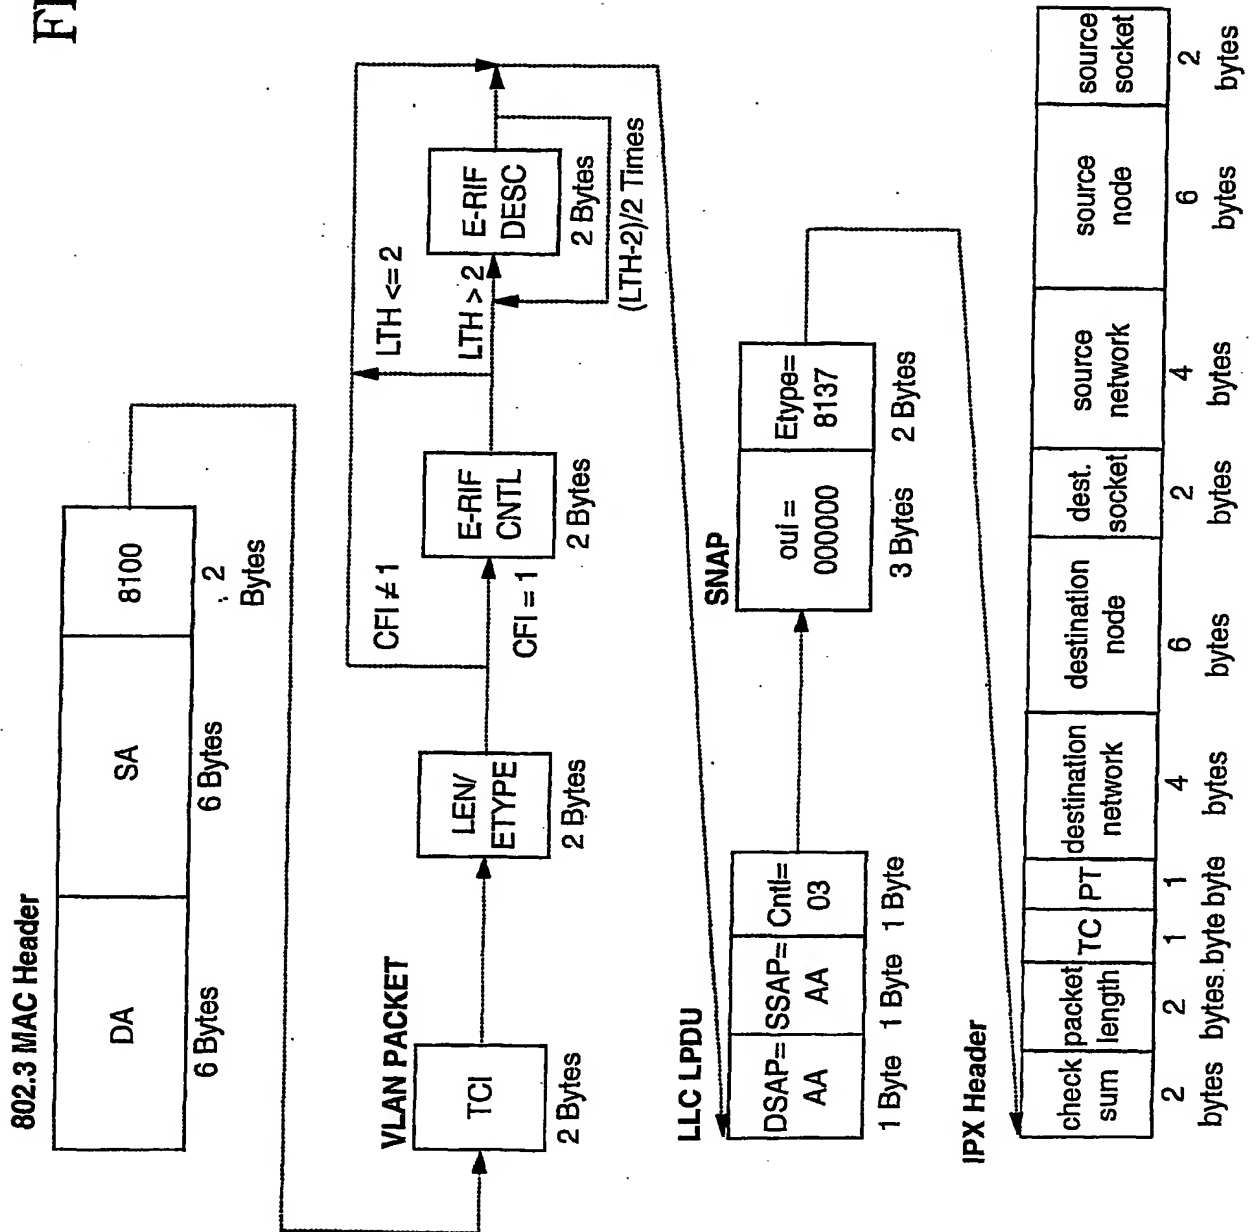 802.3 MAC Header
DA
SA
8100
6 Bytes
6 Bytes
2
Bytes
VLAN PACKET
TCI
2 Bytes
LEN/
ETYPE
2 Bytes
CFI ≠ 1
CFI = 1
E-RIF
CNTL
2 Bytes
LTH <= 2
LTH > 2
E-RIF
DESC
2 Bytes
(LTH-2)/2 Times
LLC LPDU
DSAP=
AA
SSAP=
AA
Cntl=
03
1 Byte
1 Byte
1 Byte
SNAP
oui =
000000
Etype=
8137
3 Bytes
2 Bytes
IPX Header
check
sum
packet
length
TC
PT
destination
network
destination
node
dest.
socket
source
network
source
node
source
socket
2
bytes
2
bytes
1
byte
1
byte
4
bytes
6
bytes
2
bytes
4
bytes
6
bytes
2
bytes